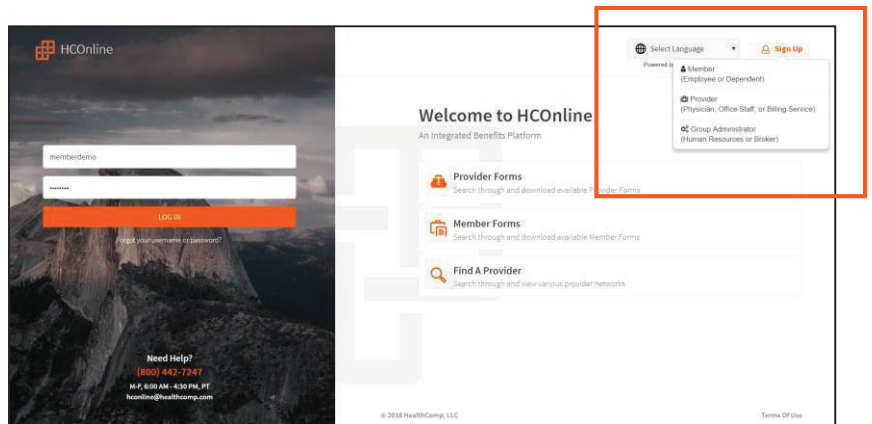 HCOnline
memberdemo
········
LOG IN
Forgot your username or password?
Need Help?
(800) 442-7247
M-F, 6:00 AM - 4:30 PM, PT
hconline@healthcomp.com
Select Language
Sign Up
Powered
Member
(Employee or Dependent)
Provider
(Physician, Office Staff, or Billing Service)
Group Administrator
(Human Resources or Broker)
Welcome to HCOnline
An Integrated Benefits Platform
Provider Forms
Search through and download available Provider Forms
Member Forms
Search through and download available Member Forms
Find A Provider
Search through and view various provider networks
© 2018 HealthComp, LLC
Terms Of Use